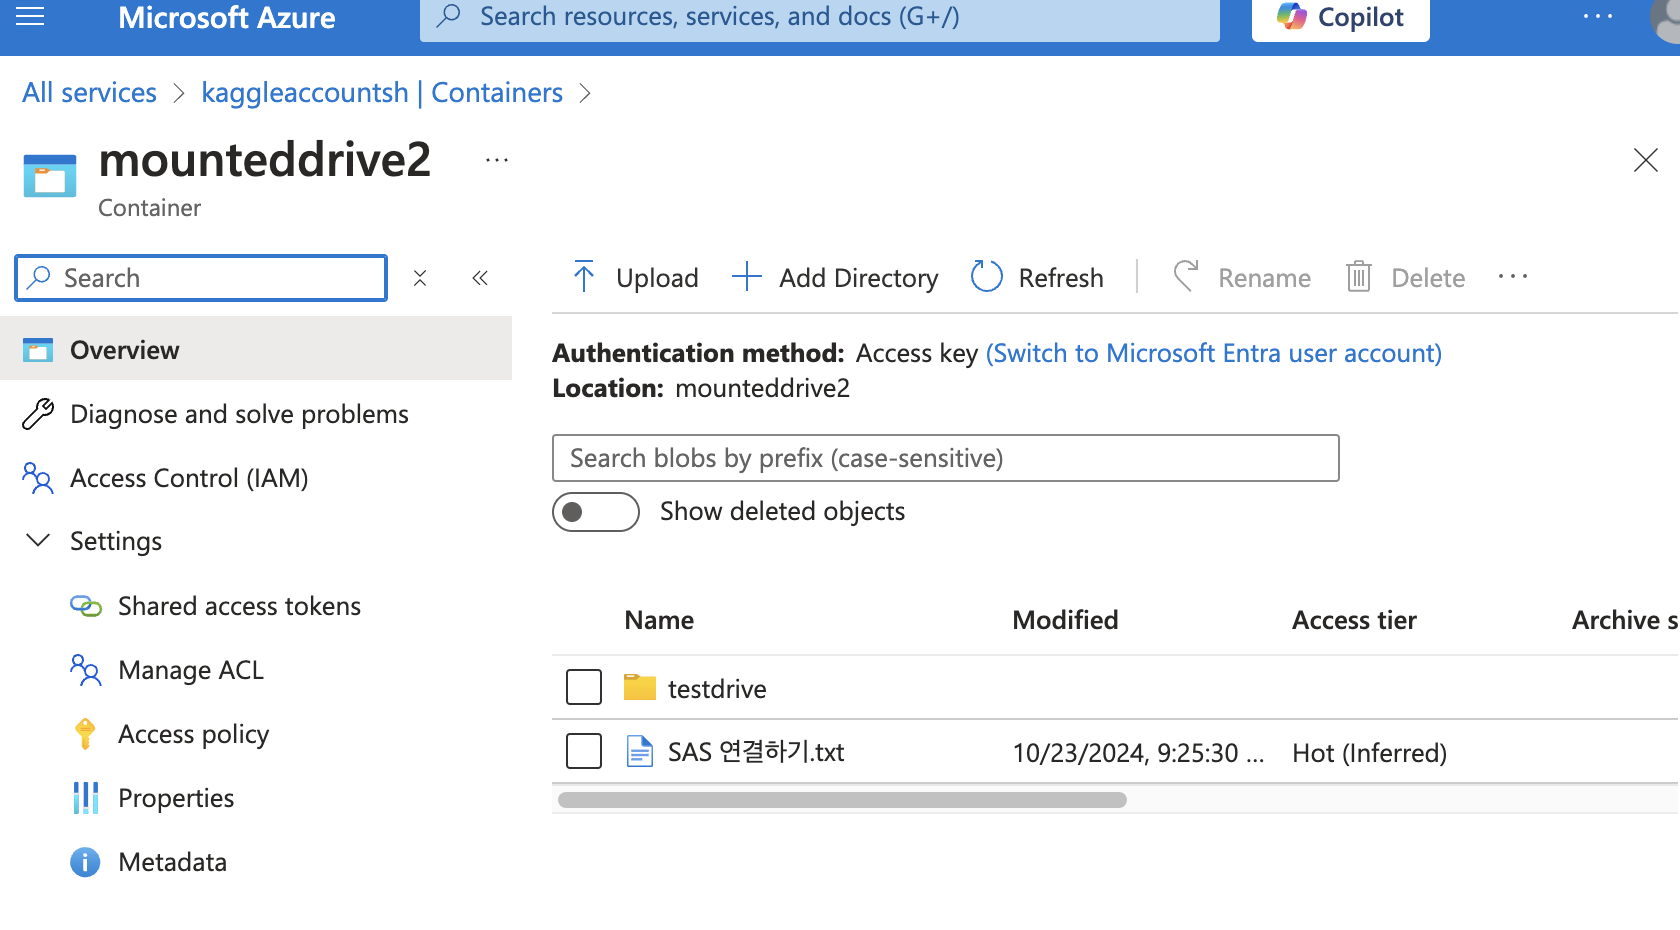 Microsoft Azure
Search resources, services, and docs (G+/)
Copilot
All services
kaggleaccountsh | Containers
mounteddrive2
Container
Search
Overview
Diagnose and solve problems
Access Control (IAM)
Settings
Shared access tokens
Manage ACL
Access policy
Properties
Metadata
Upload
Add Directory
Refresh
Rename
Delete
Authentication method: Access key (Switch to Microsoft Entra user account)
Location: mounteddrive2
Search blobs by prefix (case-sensitive)
Show deleted objects
Name Modified Access tier Archive s
testdrive
SAS 연결하기.txt 10/23/2024, 9:25:30 ... Hot (Inferred)